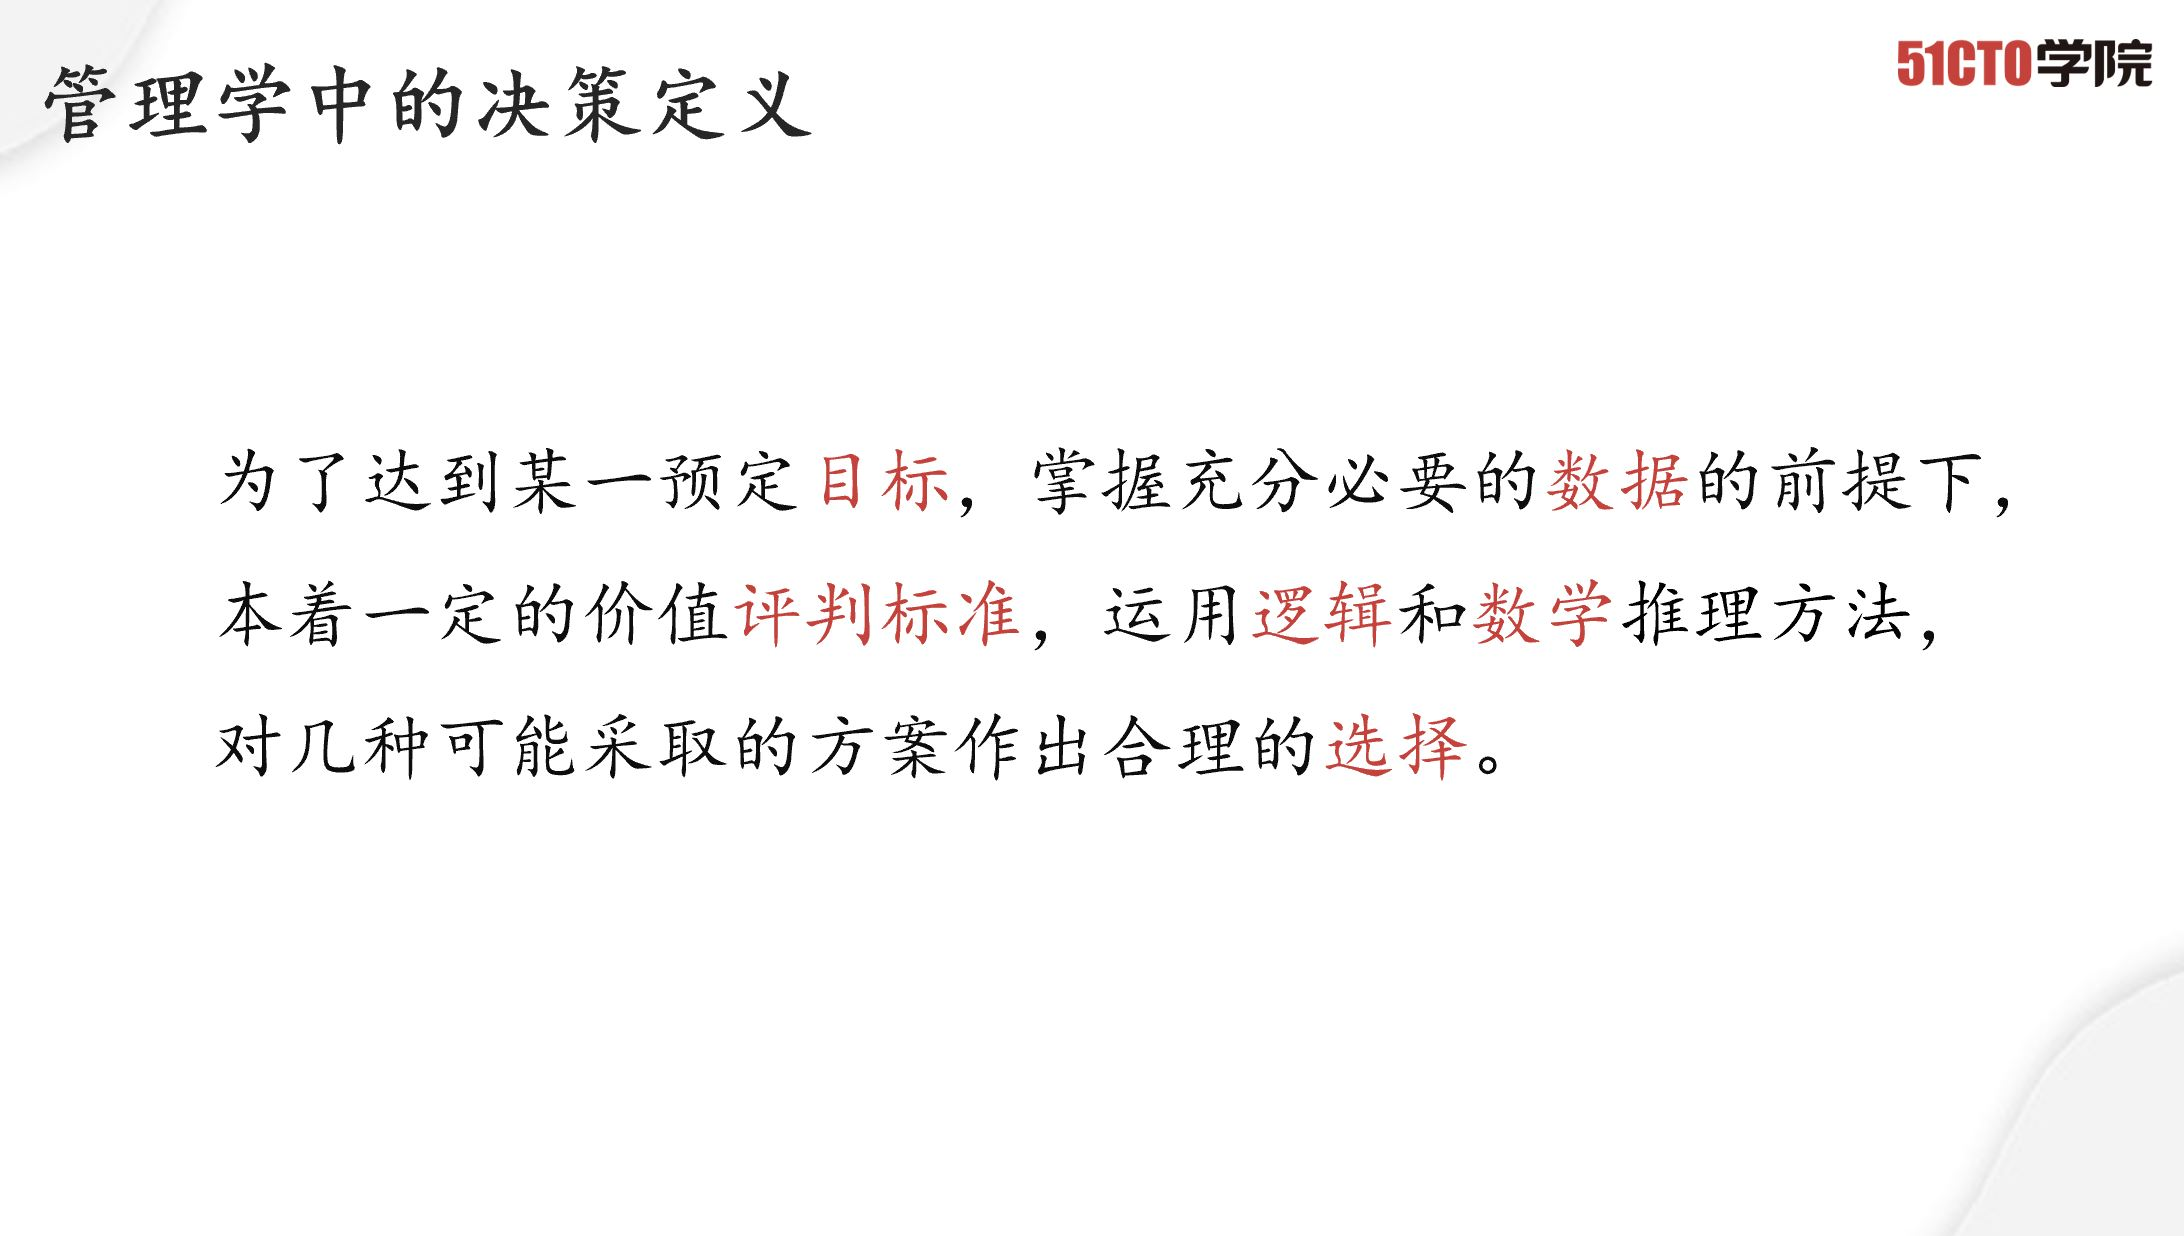 管理学中的决策定义
51CTO学院
为了达到某一预定目标，掌握充分必要的数据的前提下，
本着一定的价值评判标准，运用逻辑和数学推理方法，
对几种可能采取的方案作出合理的选择。